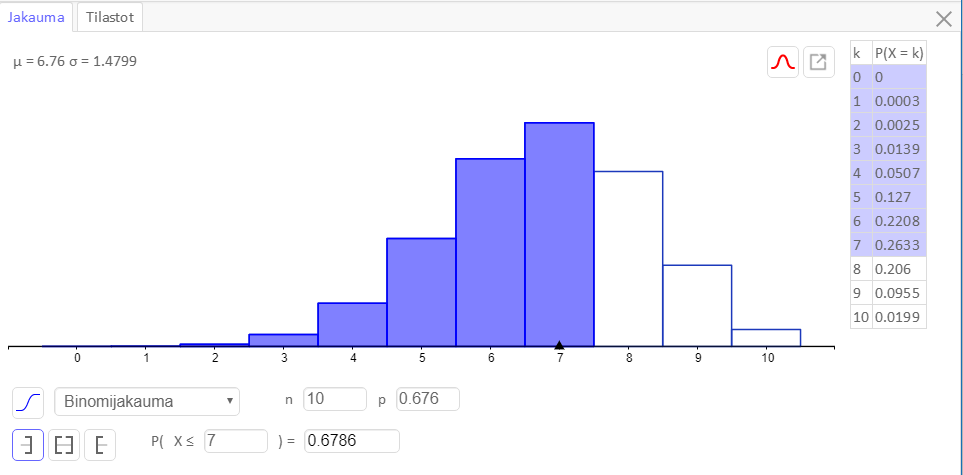 Jakauma Tilastot
μ = 6.76 σ = 1.4799
k P(X = k)
0 0
1 0.0003
2 0.0025
3 0.0139
4 0.0507
5 0.127
6 0.2208
7 0.2633
8 0.206
9 0.0955
10 0.0199
0 1 2 3 4 5 6 7 8 9 10
Binomijakauma n 10 p 0.676
P( X ≤ 7 ) = 0.6786